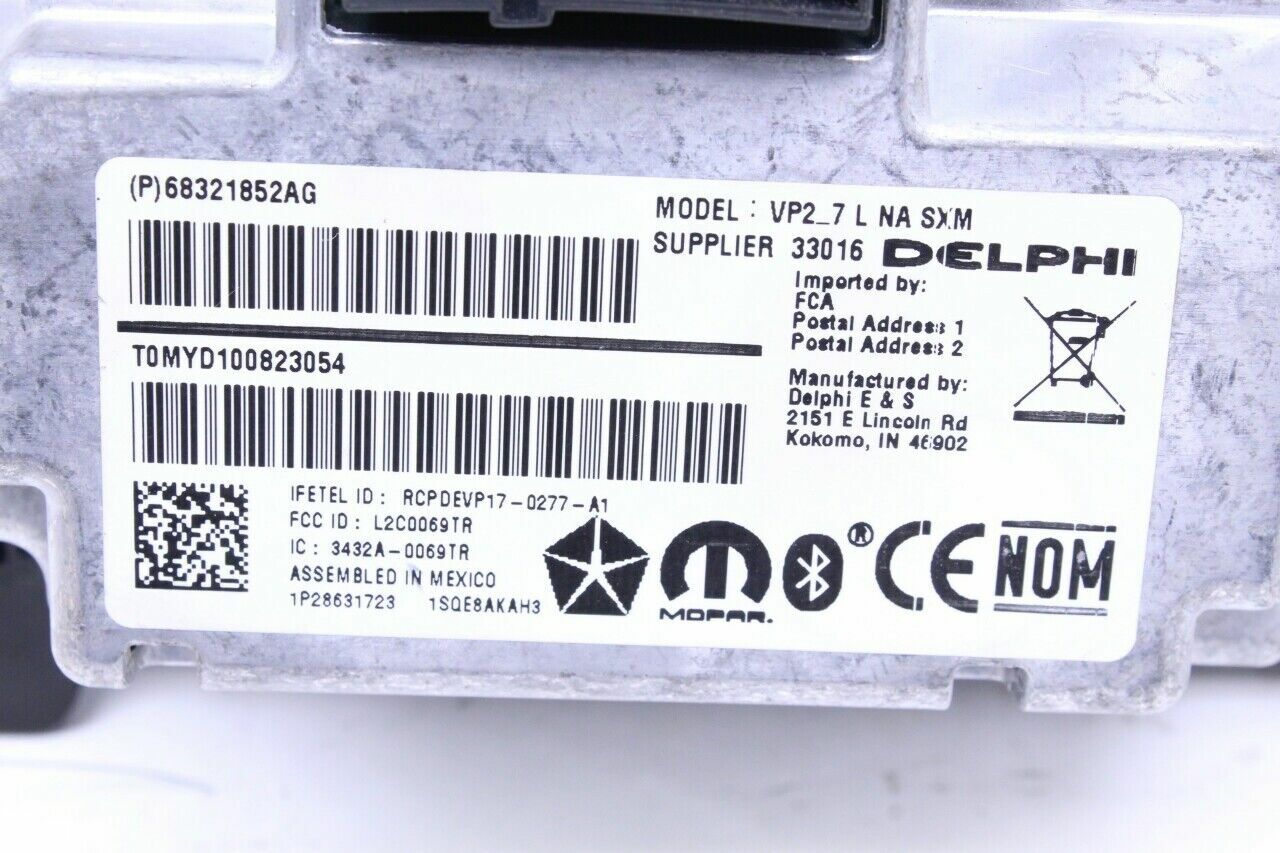 (P)68321852AG
MODEL : VP2_7 L NA SXM
SUPPLIER 33016 DELPHI
Imported by:
FCA
Postal Address 1
Postal Address 2
T0MYD100823054
Manufactured by:
Delphi E & S
2151 E Lincoln Rd
Kokomo, IN 46902
IFETEL ID: RCPDEVP17-0277-A1
FCC ID: L2C0069TR
IC: 3432A-0069TR
ASSEMBLED IN MEXICO
1P28631723 1SQE8AKAH3
MOPAR.
®
CE
NOM